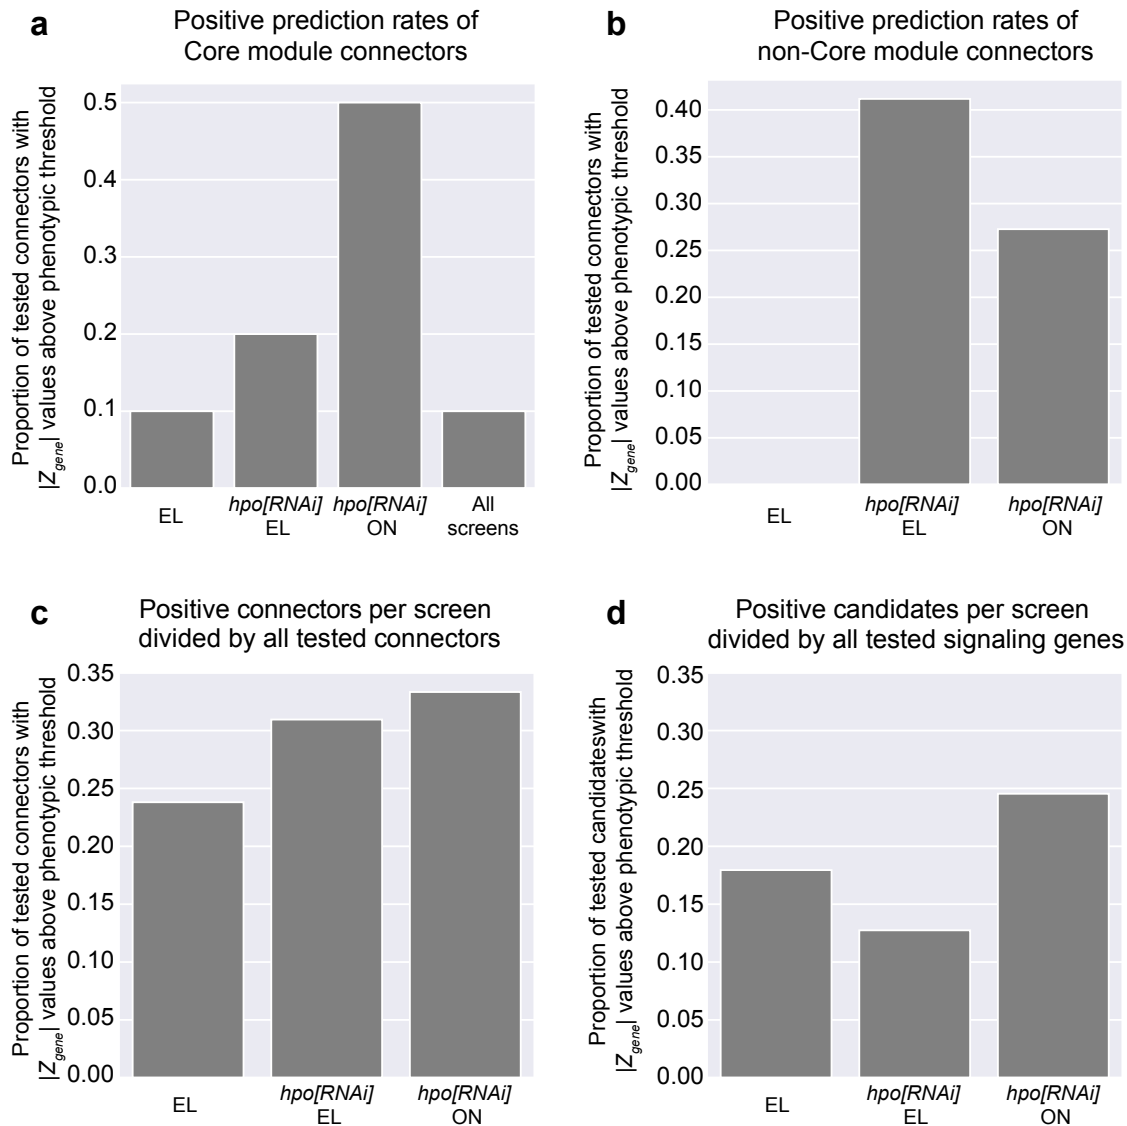 a
Positive prediction rates of
Core module connectors
Proportion of tested connectors with
|Zgene| values above phenotypic threshold
0.5
0.4
0.3
0.2
0.1
0.0
EL
hpo[RNAi]
EL
hpo[RNAi]
ON
All
screens
b
Positive prediction rates of
non-Core module connectors
Proportion of tested connectors with
|Zgene| values above phenotypic threshold
0.40
0.35
0.30
0.25
0.20
0.15
0.10
0.05
0.00
EL
hpo[RNAi]
EL
hpo[RNAi]
ON
c
Positive connectors per screen
divided by all tested connectors
Proportion of tested connectors with
|Zgene| values above phenotypic threshold
0.35
0.30
0.25
0.20
0.15
0.10
0.05
0.00
EL
hpo[RNAi]
EL
hpo[RNAi]
ON
d
Positive candidates per screen
divided by all tested signaling genes
Proportion of tested candidateswith
|Zgene| values above phenotypic threshold
0.35
0.30
0.25
0.20
0.15
0.10
0.05
0.00
EL
hpo[RNAi]
EL
hpo[RNAi]
ON